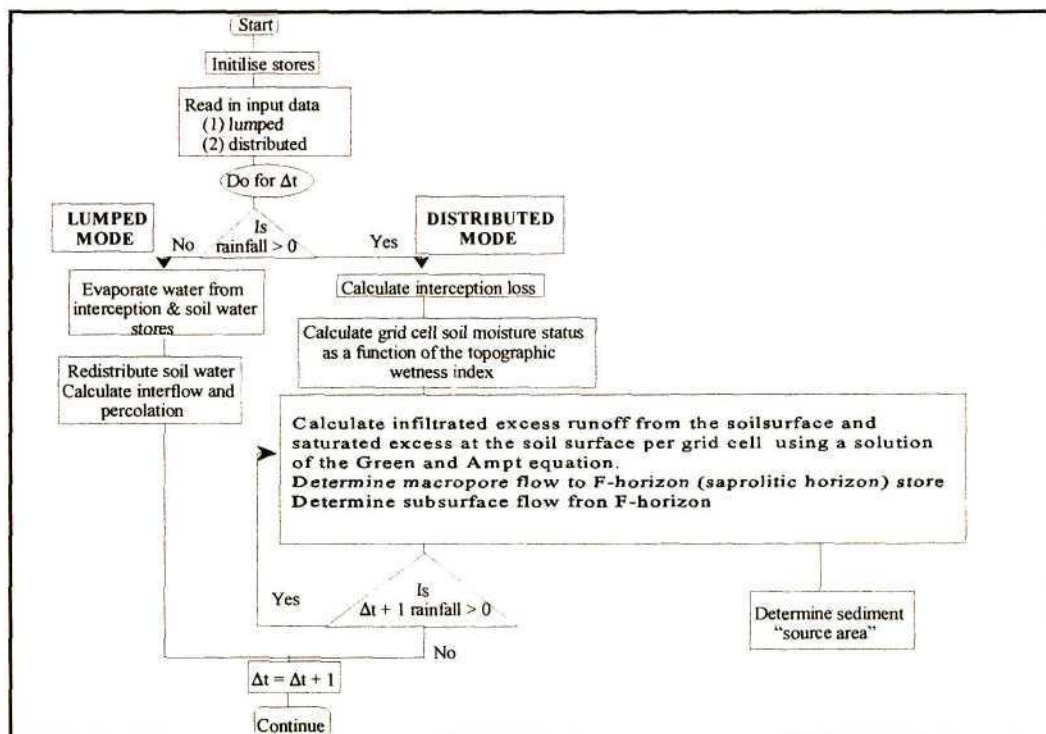 Start
Initilise stores
Read in input data
(1) lumped
(2) distributed
Do for Δt
LUMPED
MODE
DISTRIBUTED
MODE
Is
rainfall > 0
No
Yes
Evaporate water from
interception & soil water
stores
Redistribute soil water
Calculate interflow and
percolation
Calculate interception loss
Calculate grid cell soil moisture status
as a function of the topographic
wetness index
Calculate infiltrated excess runoff from the soilsurface and
saturated excess at the soil surface per grid cell using a solution
of the Green and Ampt equation.
Determine macropore flow to F-horizon (saprolitic horizon) store
Determine subsurface flow fron F-horizon
Is
Δt + 1 rainfall > 0
Yes
No
Determine sediment
“source area”
Δt = Δt + 1
Continue